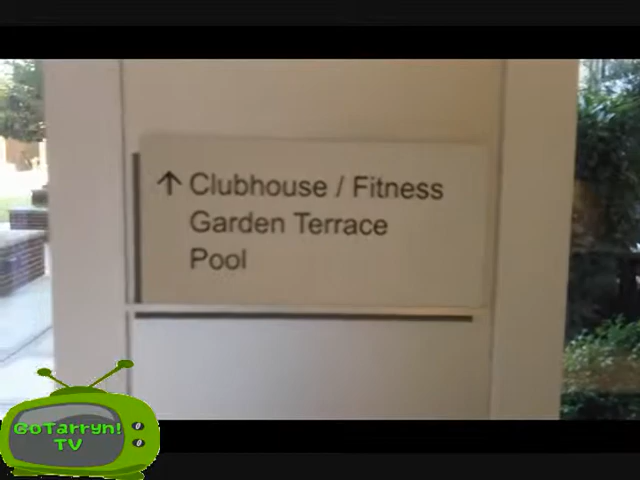 ↑ Clubhouse / Fitness
Garden Terrace
Pool
GoTarryn!
TV